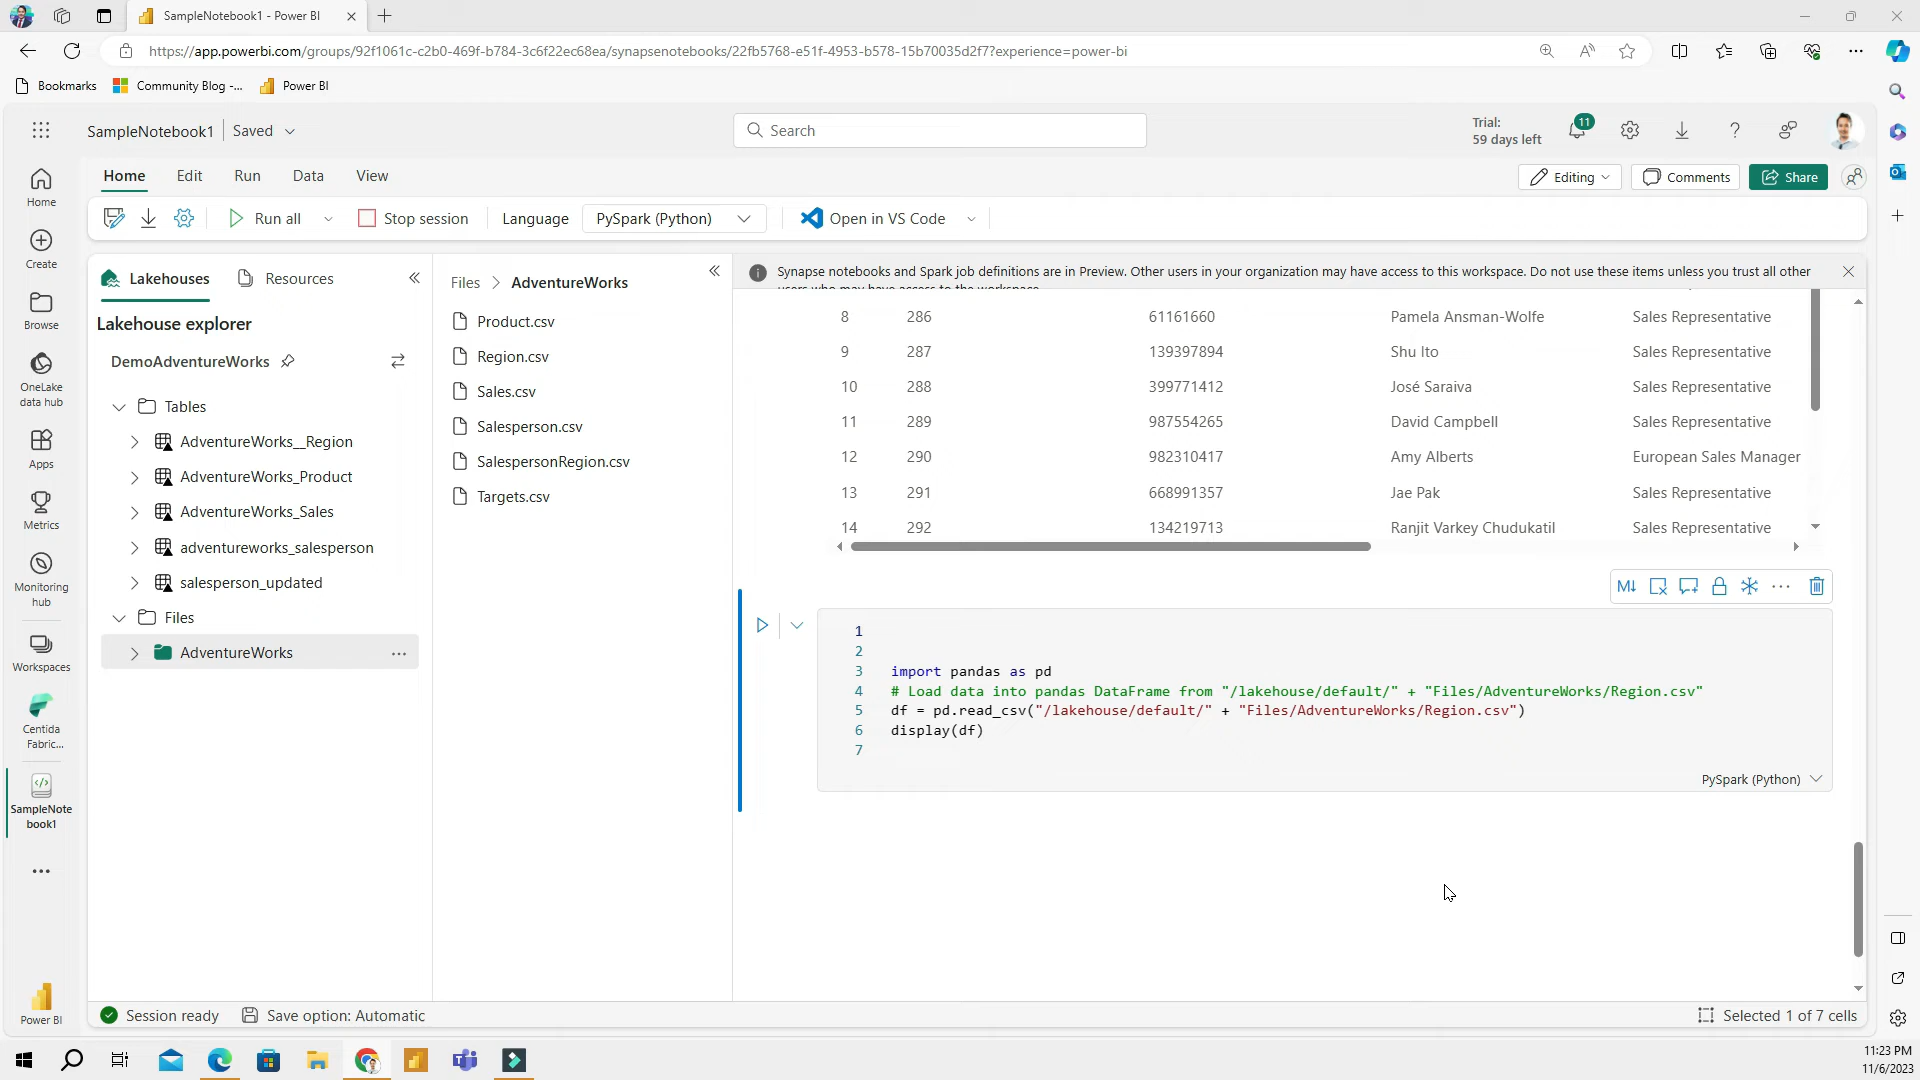 SampleNotebook1 - Power BI
https://app.powerbi.com/groups/92f1061c-c2b0-469f-b784-3c6f22ec68ea/synapsenotebooks/22fb5768-e51f-4953-b578-15b70035d2f7?experience=power-bi
Bookmarks
Community Blog -...
Power BI
SampleNotebook1
Saved
Search
Trial:
59 days left
11
Home
Edit
Run
Data
View
Editing
Comments
Share
Run all
Stop session
Language
PySpark (Python)
Open in VS Code
Home
Create
Browse
OneLake
data hub
Apps
Metrics
Monitoring
hub
Workspaces
Centida
Fabric...
SampleNote
book1
Power BI
Lakehouses
Resources
Lakehouse explorer
DemoAdventureWorks
Tables
AdventureWorks__Region
AdventureWorks_Product
AdventureWorks_Sales
adventureworks_salesperson
salesperson_updated
Files
AdventureWorks
Files > AdventureWorks
Product.csv
Region.csv
Sales.csv
Salesperson.csv
SalespersonRegion.csv
Targets.csv
Synapse notebooks and Spark job definitions are in Preview. Other users in your organization may have access to this workspace. Do not use these items unless you trust all other
users who may have access to the workspace.
8 286 61161660 Pamela Ansman-Wolfe Sales Representative
9 287 139397894 Shu Ito Sales Representative
10 288 399771412 José Saraiva Sales Representative
11 289 987554265 David Campbell Sales Representative
12 290 982310417 Amy Alberts European Sales Manager
13 291 668991357 Jae Pak Sales Representative
14 292 134219713 Ranjit Varkey Chudukatil Sales Representative
M↓
1
2
3 import pandas as pd
4 # Load data into pandas DataFrame from "/lakehouse/default/" + "Files/AdventureWorks/Region.csv"
5 df = pd.read_csv("/lakehouse/default/" + "Files/AdventureWorks/Region.csv")
6 display(df)
7
PySpark (Python)
Session ready
Save option: Automatic
Selected 1 of 7 cells
11:23 PM
11/6/2023